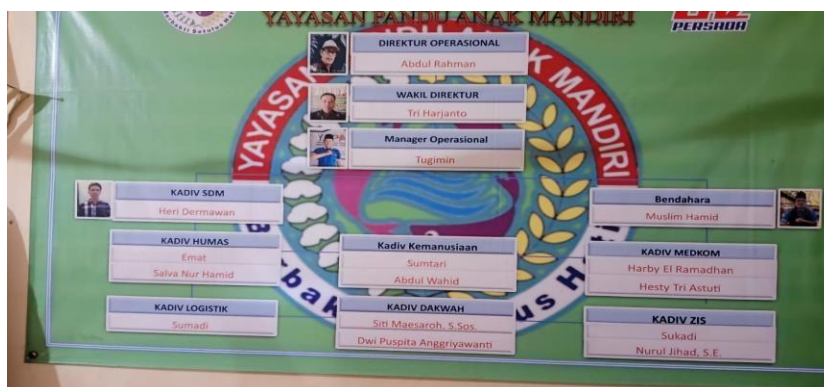 YAYASAN PANDU ANAK MANDIRI
PERSADA
DIREKTUR OPERASIONAL
Abdul Rahman
WAKIL DIREKTUR
Tri Harjanto
Manager Operasional
Tugimin
KADIV SDM
Heri Dermawan
Bendahara
Muslim Hamid
KADIV HUMAS
Emat
Salva Nur Hamid
Kadiv Kemanusiaan
Sumtari
Abdul Wahid
KADIV MEDKOM
Harby El Ramadhan
Hesty Tri Astuti
KADIV LOGISTIK
Sumadi
KADIV DAKWAH
Siti Maesaroh, S.Sos.
Dwi Puspita Anggriyawanti
KADIV ZIS
Sukadi
Nurul Jihad, S.E.
YAYASAN
ANAK MANDIRI